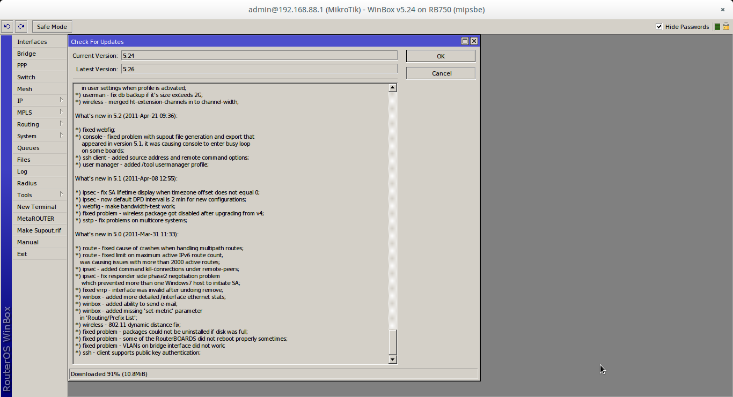 admin@192.168.88.1 (MikroTik) - WinBox v5.24 on RB750 (mipsbe)
Safe Mode
Hide Passwords
Interfaces
Bridge
PPP
Switch
Mesh
IP
MPLS
Routing
System
Queues
Files
Log
Radius
Tools
New Terminal
MetaROUTER
Make Supout.rif
Manual
Exit
RouterOS WinBox
Check For Updates
Current Version: 5.24
Latest Version: 5.26
OK
Cancel
in user settings when profile is activated;
*) userman - fix db backup if it's size exceeds 2G;
*) wireless - merged ht-extension-channels in to channel-width;
What's new in 5.2 (2011-Apr-21 09:36):
*) fixed webfig;
*) console - fixed problem with supout file generation and export that
appeared in version 5.1, it was causing console to enter busy loop
on some boards;
*) ssh client - added source address and remote command options;
*) user manager - added /tool usermanager profile.
What's new in 5.1 (2011-Apr-08 12:55):
*) ipsec - fix SA lifetime display when timezone offset does not equal 0;
*) ipsec - now default DPD interval is 2 min for new configurations;
*) webfig - make bandwidth-test work;
*) fixed problem - wireless package got disabled after upgrading from v4;
*) sstp - fix problems on multicore systems;
What's new in 5.0 (2011-Mar-31 11:33)
*) route - fixed cause of crashes when handling multipath routes;
*) route - fixed limit on maximum active IPv6 route count,
was causing issues with more than 2000 active routes;
*) ipsec - added command kill-connections under remote-peers;
*) ipsec - fix responder side phase2 negotiation problem
which prevented more than one Windows7 host to initiate SA;
*) fixed vrrp - interface was invalid after undoing remove;
*) winbox - added more detailed /interface ethernet stats;
*) winbox - added ability to send e-mail;
*) winbox - added missing 'set-metric' parameter
in 'Routing/Prefix List';
*) wireless - 802.11 dynamic distance fix
*) fixed problem - packages could not be uninstalled if disk was full;
*) fixed problem - some of the RouterBOARDS did not reboot properly sometimes;
*) fixed problem - VLANs on bridge interface did not work;
*) ssh - client supports public key authentication;
Downloaded 91% (10.8MiB)